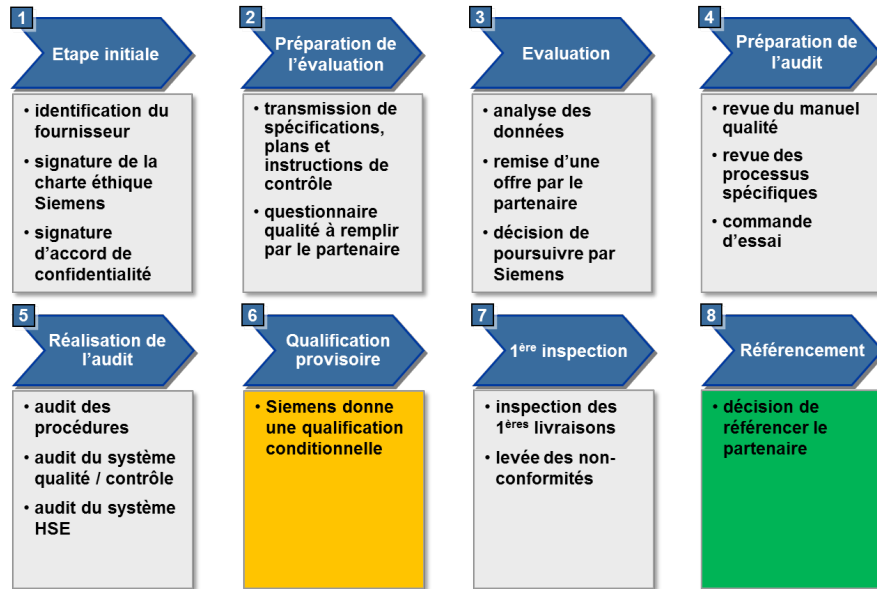 1
Etape initiale
• identification du
fournisseur
• signature de la
charte éthique
Siemens
• signature
d'accord de
confidentialité
2
Préparation de
l'évaluation
• transmission de
spécifications,
plans et
instructions de
contrôle
• questionnaire
qualité à remplir
par le partenaire
3
Evaluation
• analyse des
données
• remise d'une
offre par le
partenaire
• décision de
poursuivre par
Siemens
4
Préparation de
l'audit
• revue du manuel
qualité
• revue des
processus
spécifiques
• commande
d'essai
5
Réalisation de
l'audit
• audit des
procédures
• audit du système
qualité / contrôle
• audit du système
HSE
6
Qualification
provisoire
• Siemens donne
une qualification
conditionnelle
7
1ère inspection
• inspection des
1ères livraisons
• levée des non-
conformités
8
Référencement
• décision de
référencer le
partenaire